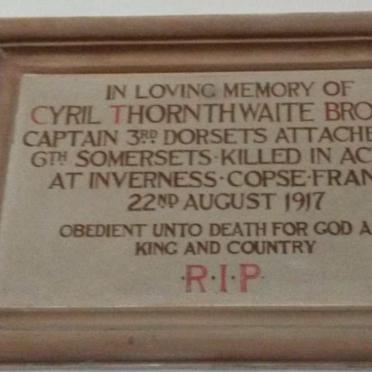 IN LOVING MEMORY OF
CYRIL THORNTHWAITE BRO
CAPTAIN 3RD DORSETS ATTACHE
6TH SOMERSETS·KILLED IN AC
AT INVERNESS·COPSE·FRAN
22ND AUGUST 1917
OBEDIENT UNTO DEATH FOR GOD A
KING AND COUNTRY
·R·I·P·